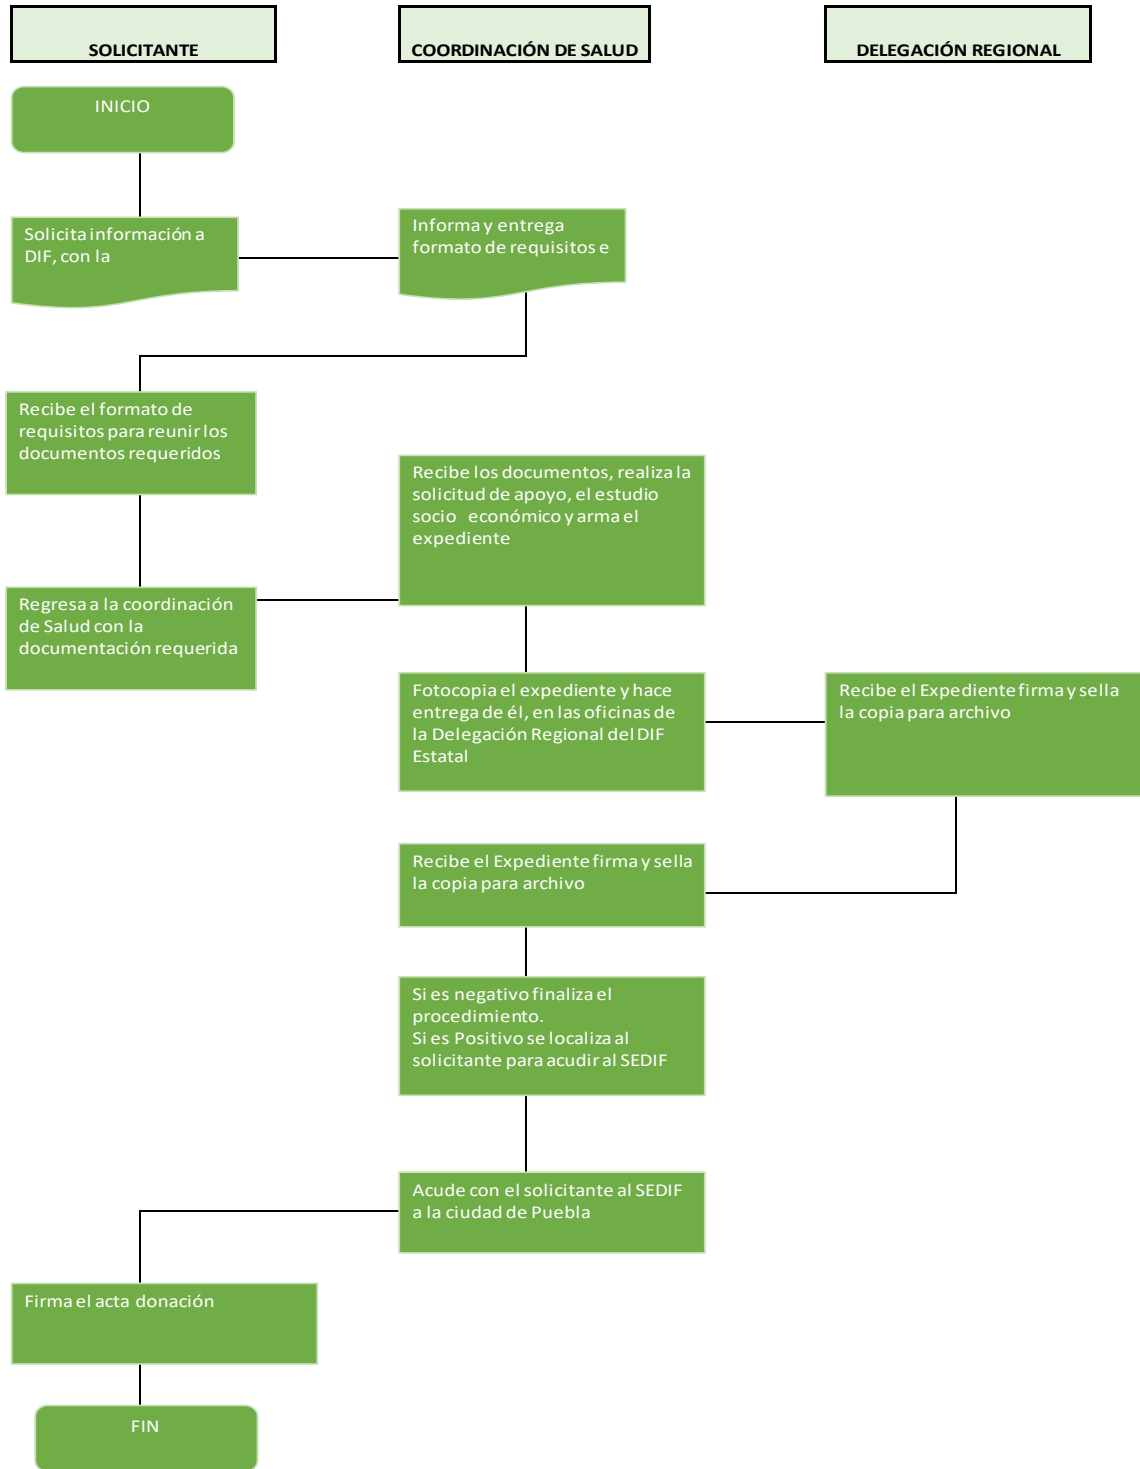 SOLICITANTE
COORDINACIÓN DE SALUD
DELEGACIÓN REGIONAL
INICIO
Solicita información a
DIF, con la
Informa y entrega
formato de requisitos e
Recibe el formato de
requisitos para reunir los
documentos requeridos
Recibe los documentos, realiza la
solicitud de apoyo, el estudio
socio económico y arma el
expediente
Regresa a la coordinación
de Salud con la
documentación requerida
Fotocopia el expediente y hace
entrega de él, en las oficinas de
la Delegación Regional del DIF
Estatal
Recibe el Expediente firma y sella
la copia para archivo
Recibe el Expediente firma y sella
la copia para archivo
Si es negativo finaliza el
procedimiento.
Si es Positivo se localiza al
solicitante para acudir al SEDIF
Acude con el solicitante al SEDIF
a la ciudad de Puebla
Firma el acta donación
FIN